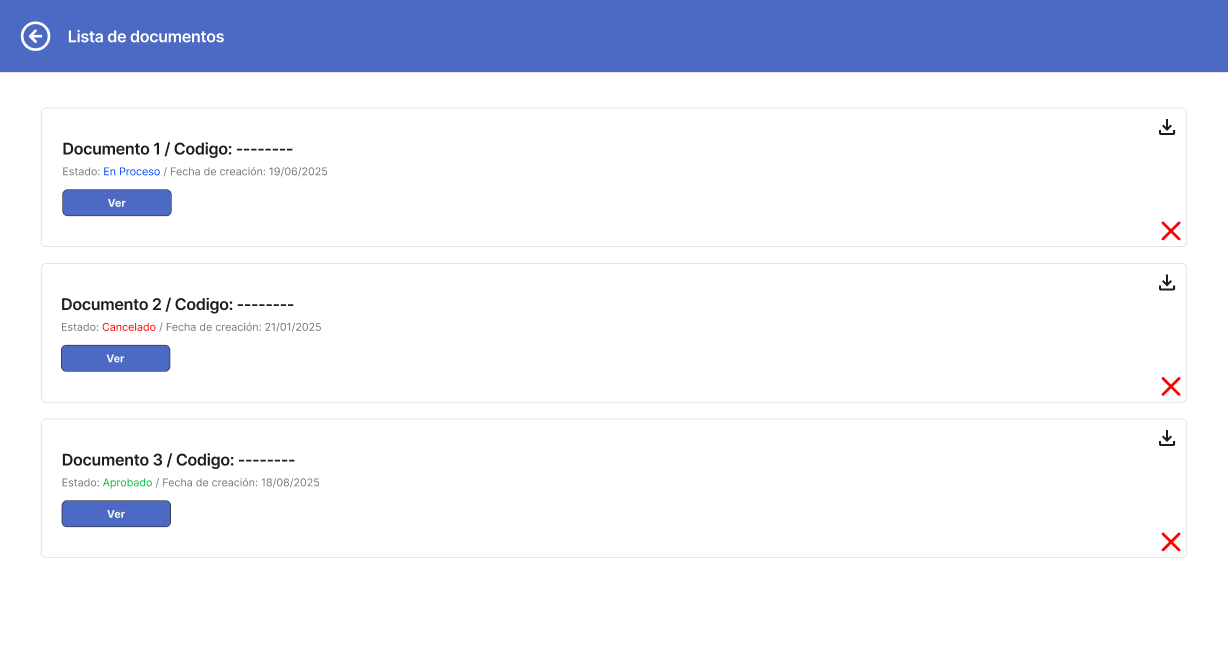 Lista de documentos
Documento 1 / Codigo: --------
Estado: En Proceso / Fecha de creación: 19/06/2025
Ver
Documento 2 / Codigo: --------
Estado: Cancelado / Fecha de creación: 21/01/2025
Ver
Documento 3 / Codigo: --------
Estado: Aprobado / Fecha de creación: 18/08/2025
Ver